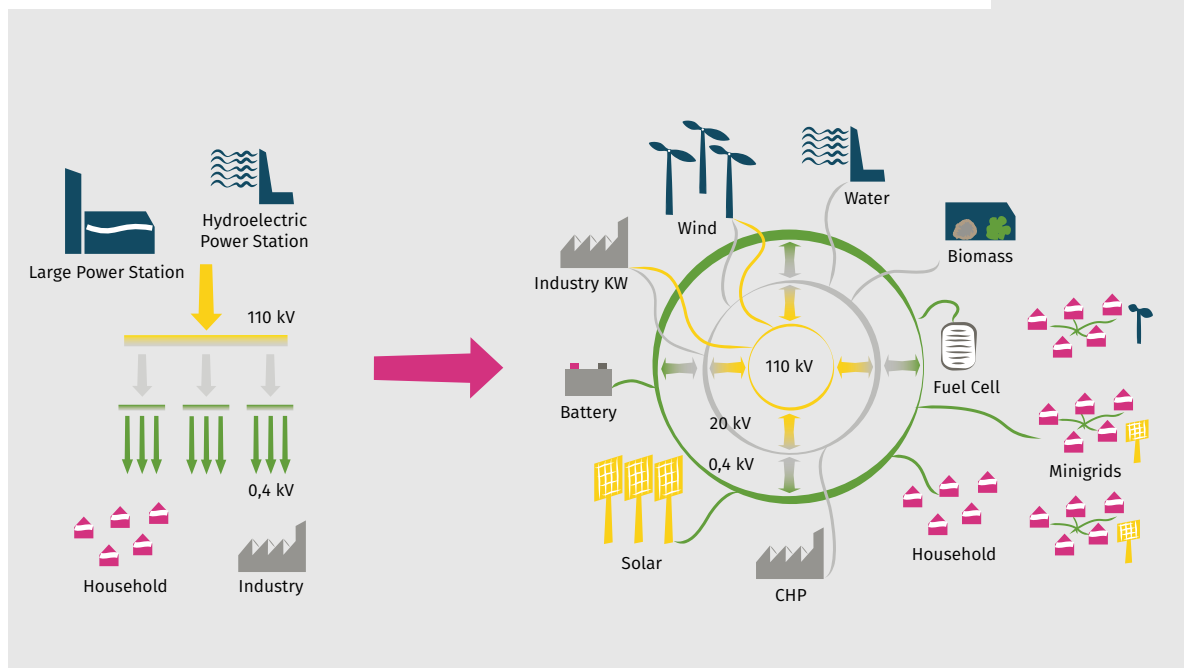 Hydroelectric
Power Station
Large Power Station
110 kV
0,4 kV
Household
Industry
Wind
Water
Biomass
Industry KW
110 kV
Fuel Cell
Battery
20 kV
0,4 kV
Minigrids
Solar
Household
CHP